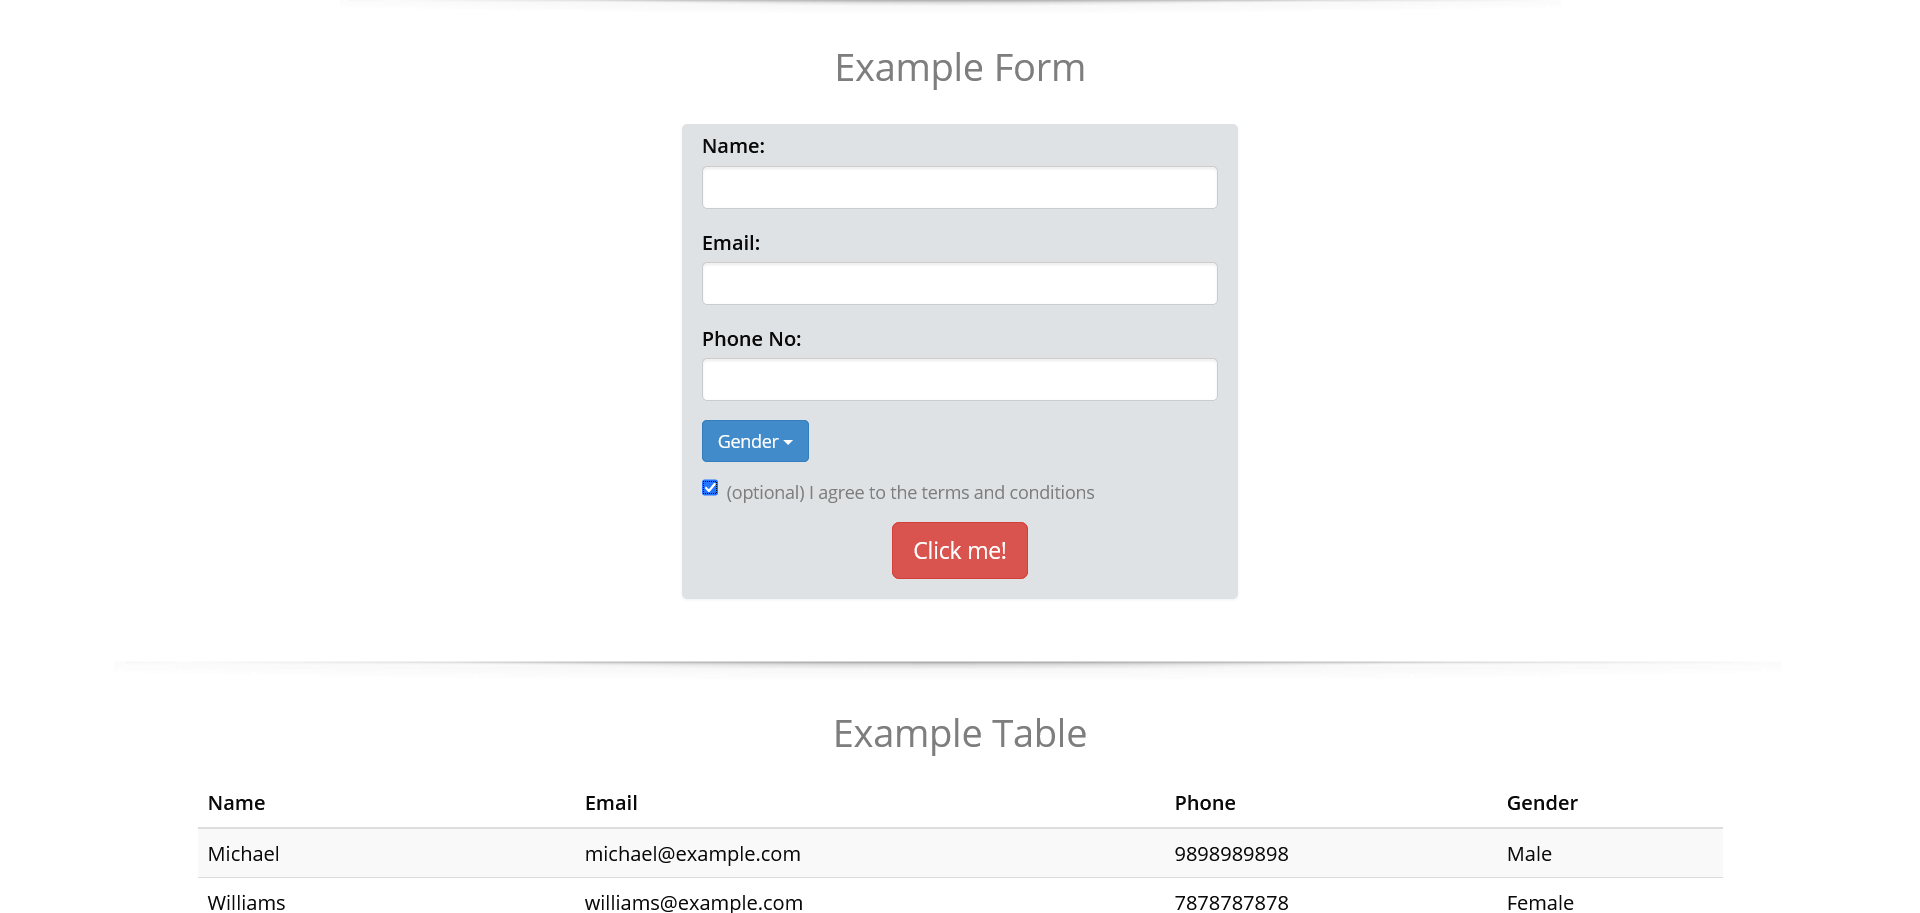 Example Form
Name:
Email:
Phone No:
Gender
(optional) I agree to the terms and conditions
Click me!
Example Table
Name Email Phone Gender
Michael michael@example.com 9898989898 Male
Williams williams@example.com 7878787878 Female